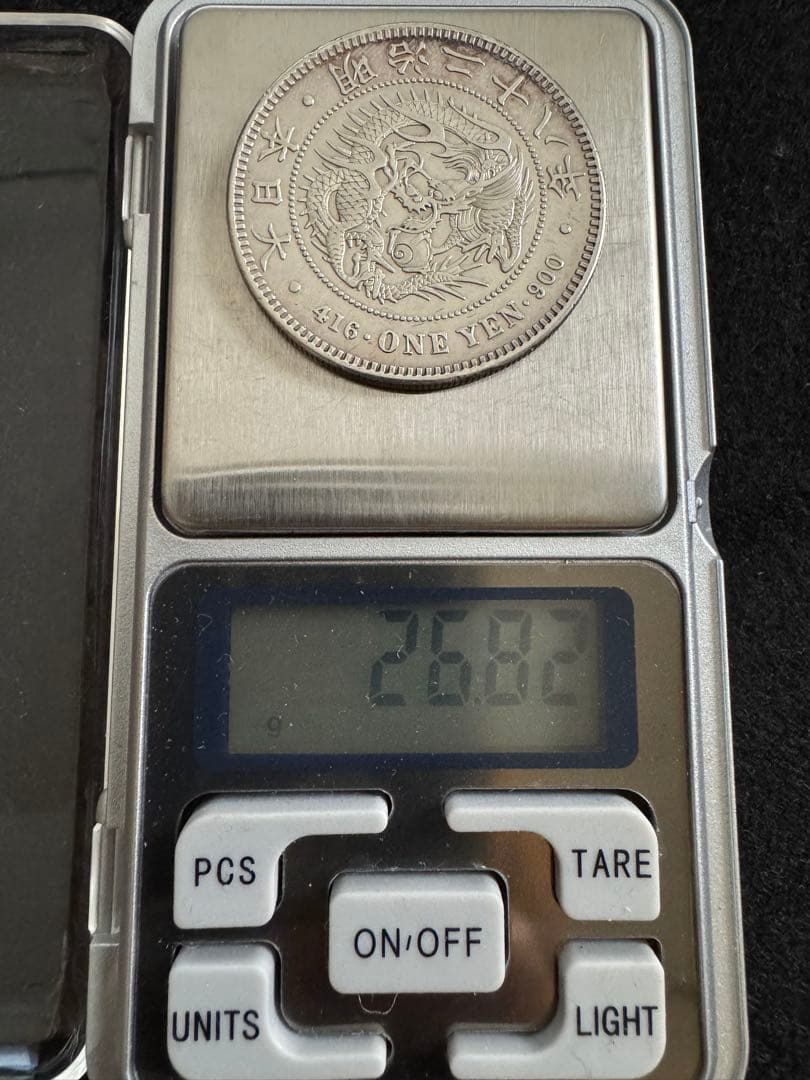 大日本・明治二十八年・
416・ONE YEN・900
26.82
g
PCS
TARE
ON/OFF
UNITS
LIGHT